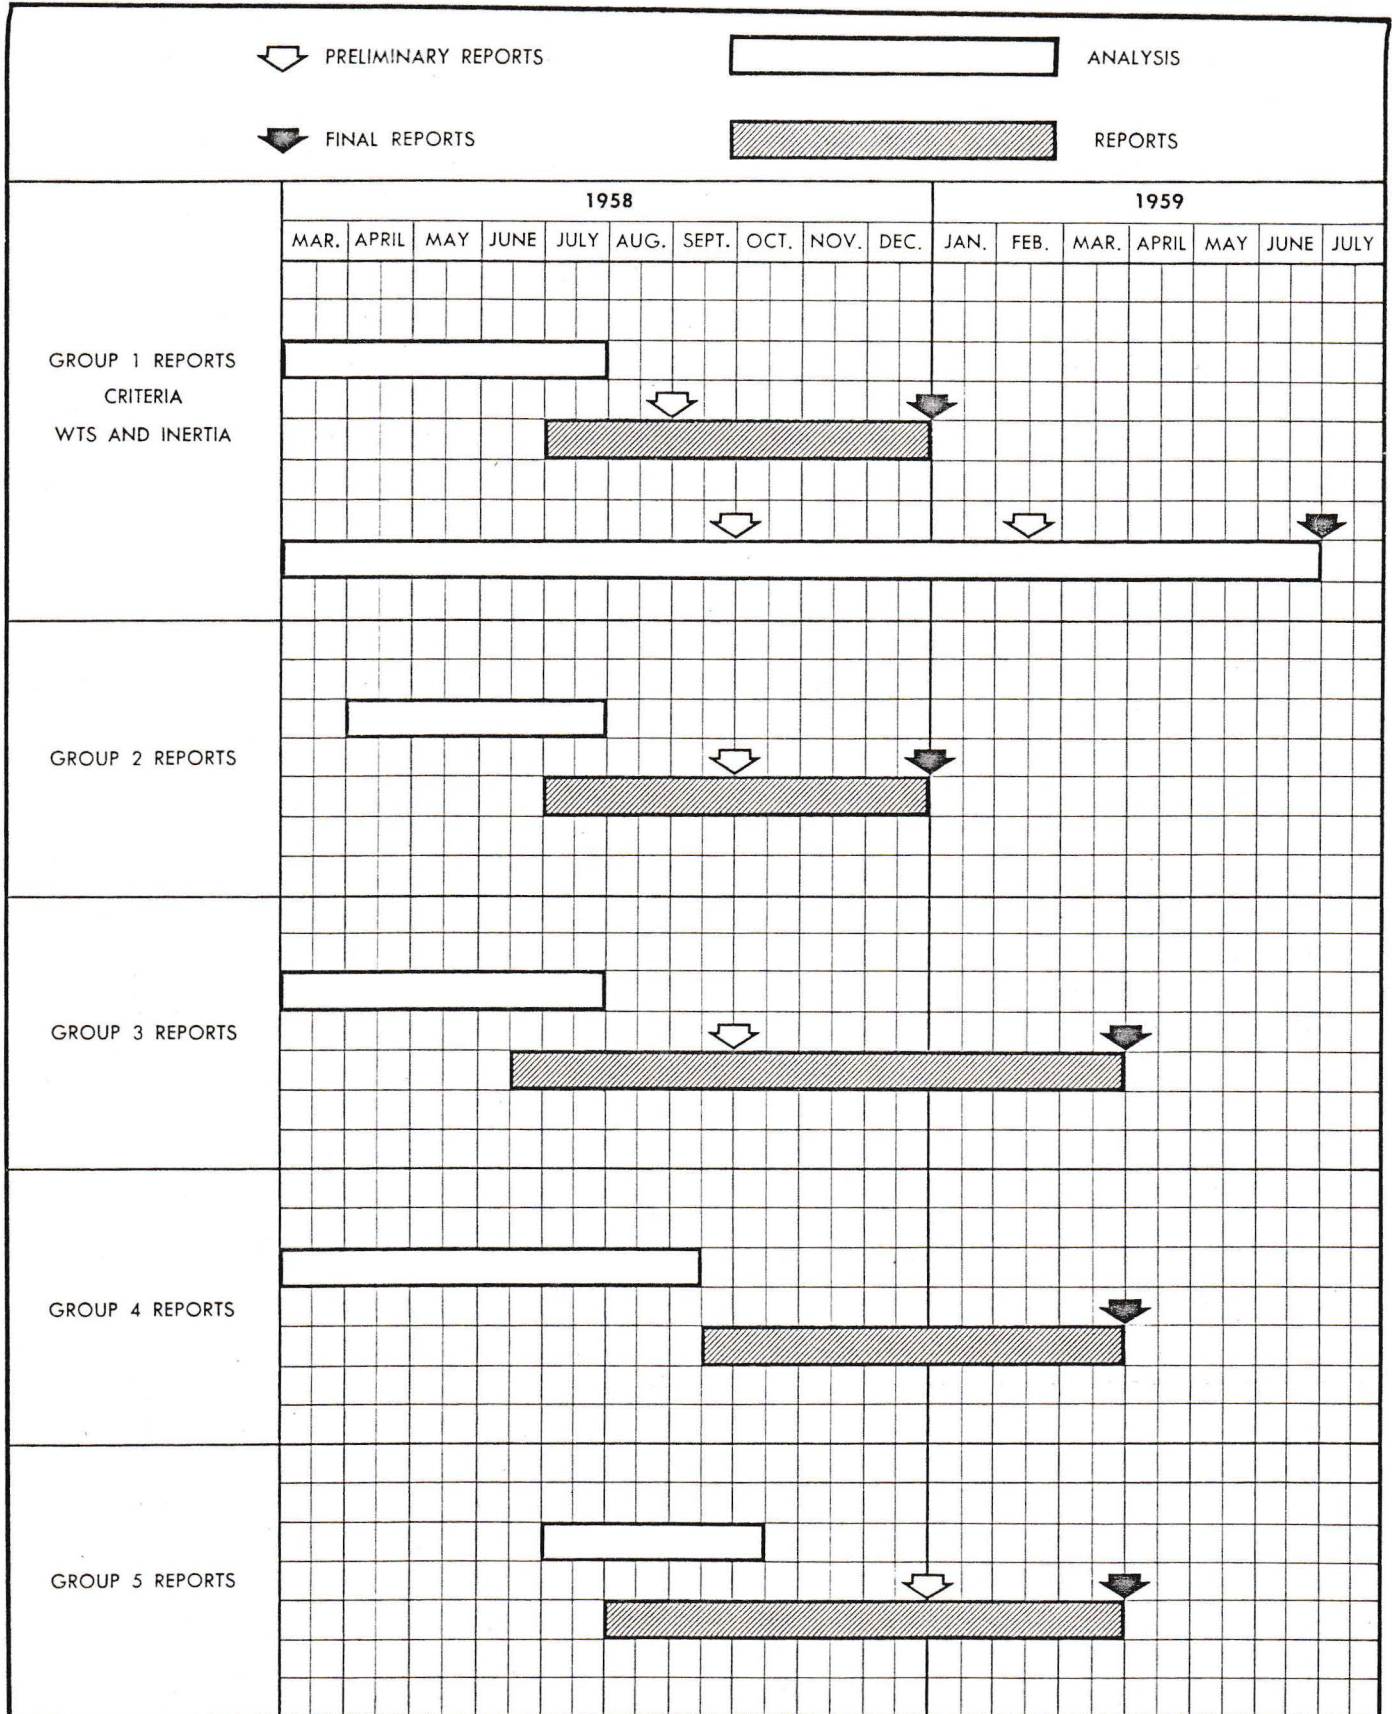 PRELIMINARY REPORTS
ANALYSIS
FINAL REPORTS
REPORTS
1958
1959
MAR. APRIL MAY JUNE JULY AUG. SEPT. OCT. NOV. DEC. JAN. FEB. MAR. APRIL MAY JUNE JULY
GROUP 1 REPORTS
CRITERIA
WTS AND INERTIA
GROUP 2 REPORTS
GROUP 3 REPORTS
GROUP 4 REPORTS
GROUP 5 REPORTS